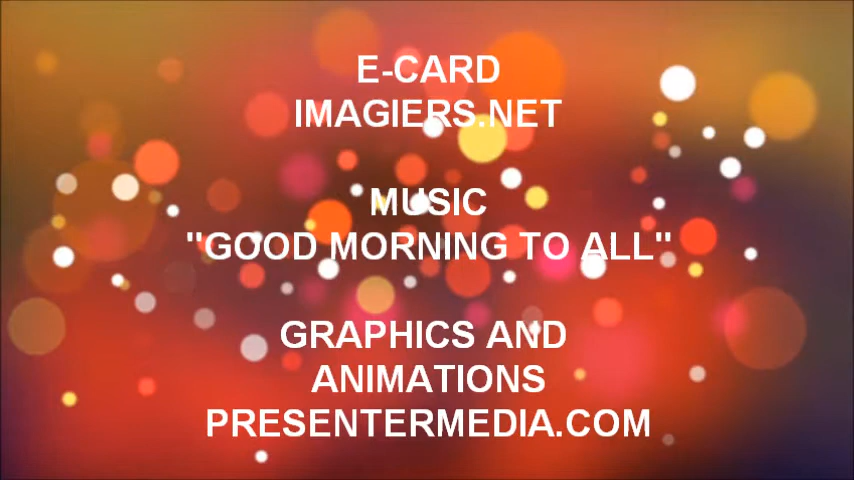 E-CARD
IMAGIERS.NET
MUSIC
"GOOD MORNING TO ALL"
GRAPHICS AND
ANIMATIONS
PRESENTERMEDIA.COM